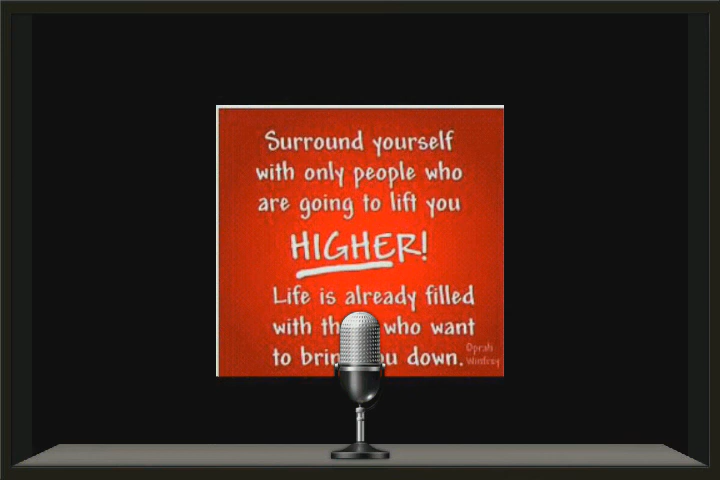 Surround yourself
with only people who
are going to lift you
HIGHER!
Life is already filled
with who want
to down.
Oprah
Winfrey